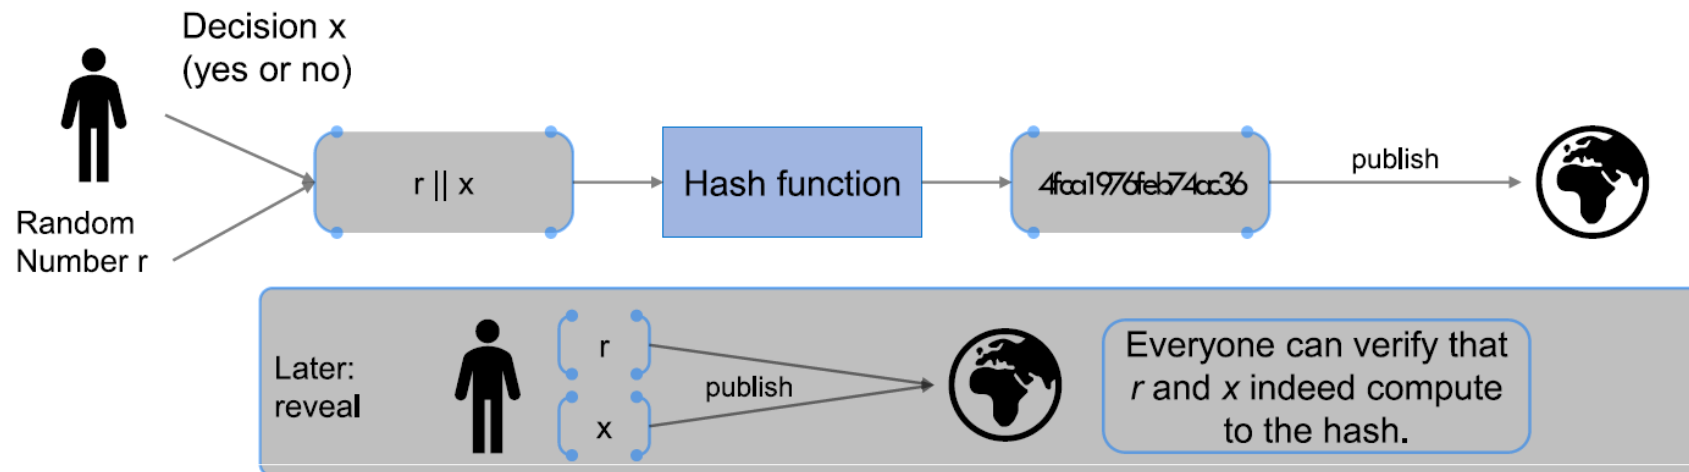 Decision x
(yes or no)
Random
Number r
r || x
Hash function
4fca1976feb74ac36
publish
Later:
reveal
r
x
publish
Everyone can verify that
r and x indeed compute
to the hash.